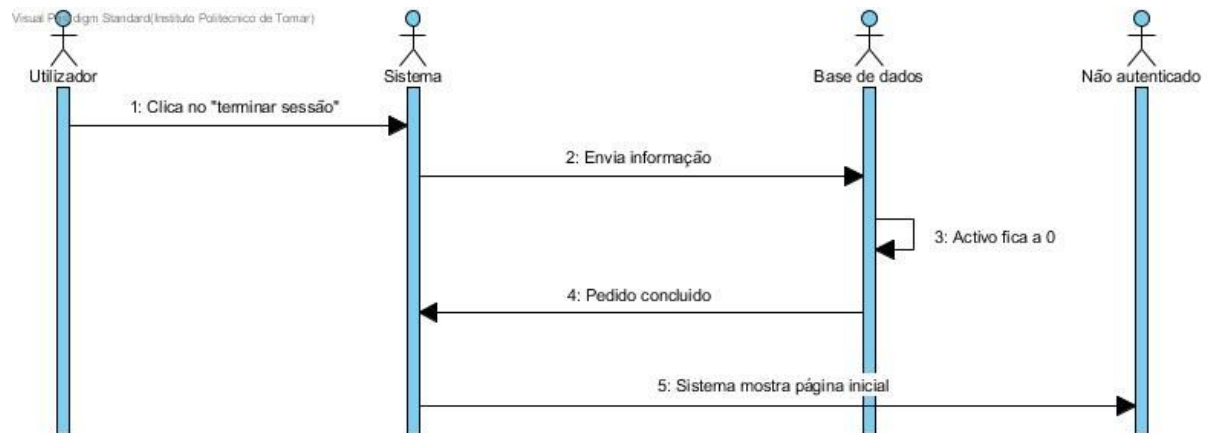 Visual Paradigm Standard(Instituto Politecnico de Tomar)
Utilizador
Sistema
Base de dados
Não autenticado
1: Clica no "terminar sessão"
2: Envia informação
3: Activo fica a 0
4: Pedido concluido
5: Sistema mostra página inicial